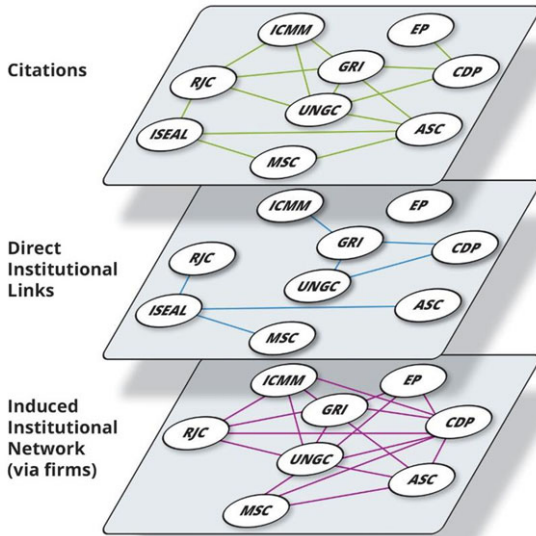 Citations
ICMM
EP
RJC
GRI
CDP
UNGC
ISEAL
ASC
MSC
Direct
Institutional
Links
ICMM
EP
RJC
GRI
CDP
UNGC
ISEAL
ASC
MSC
Induced
Institutional
Network
(via firms)
ICMM
EP
GRI
RJC
CDP
UNGC
ASC
MSC